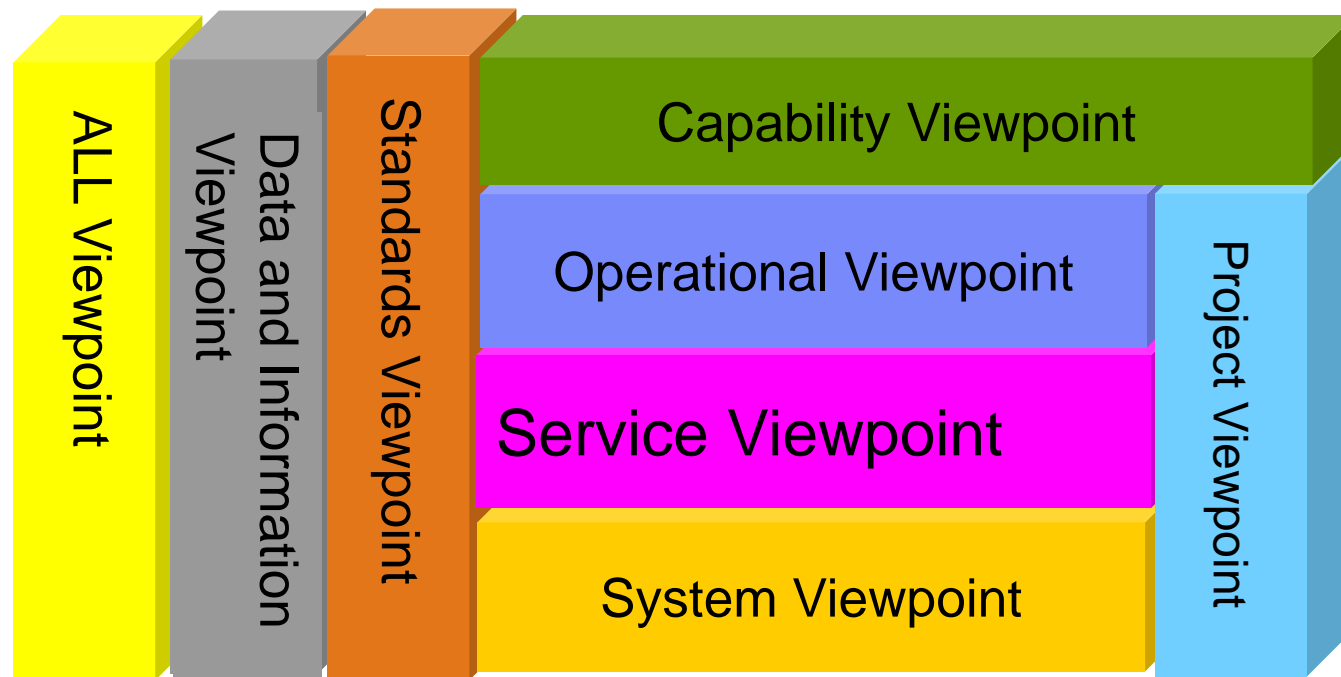 ALL Viewpoint
Data and Information
Viewpoint
Standards Viewpoint
Capability Viewpoint
Operational Viewpoint
Service Viewpoint
System Viewpoint
Project Viewpoint